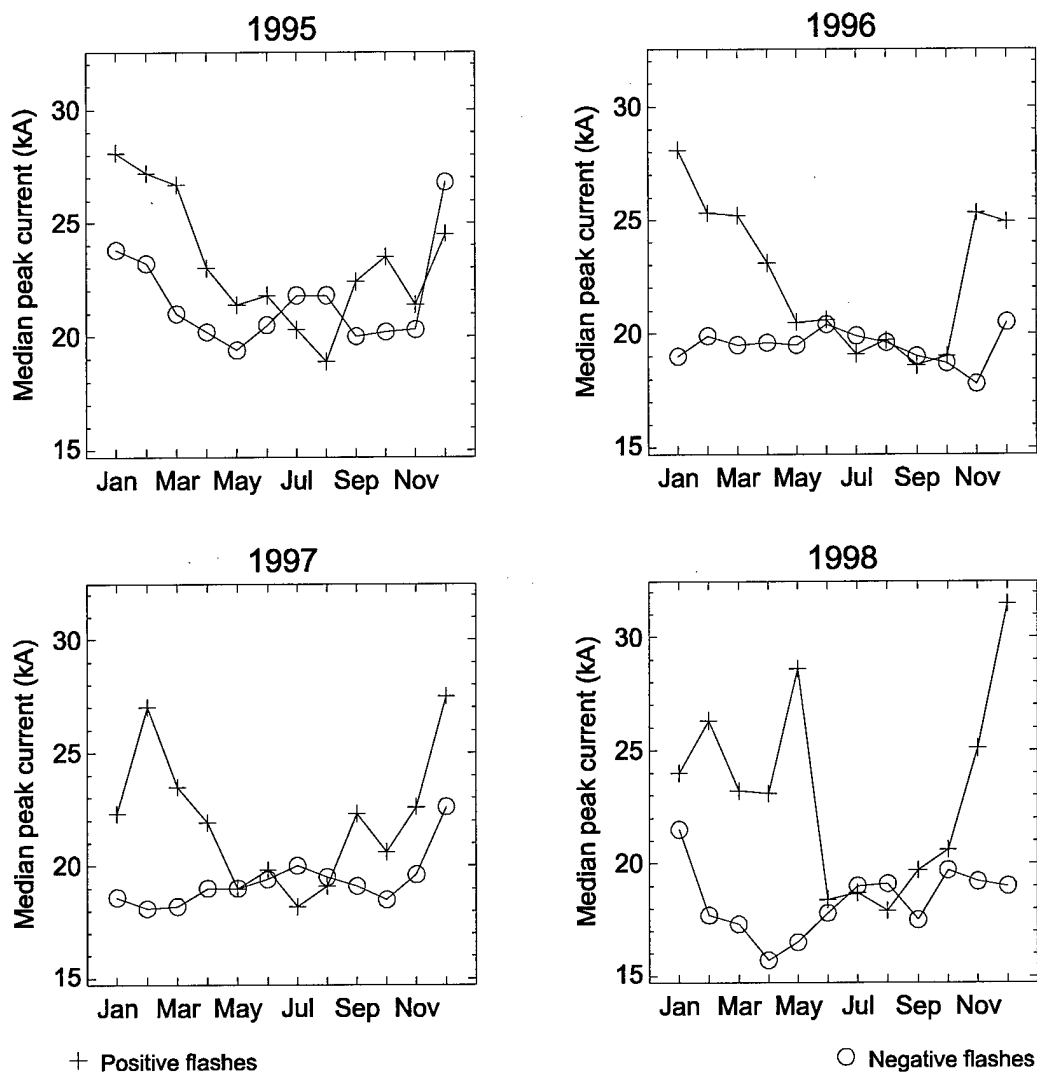 1995
Median peak current (kA)
30
25
20
15
Jan Mar May Jul Sep Nov
1996
Median peak current (kA)
30
25
20
15
Jan Mar May Jul Sep Nov
1997
Median peak current (kA)
30
25
20
15
Jan Mar May Jul Sep Nov
1998
Median peak current (kA)
30
25
20
15
Jan Mar May Jul Sep Nov
+ Positive flashes
○ Negative flashes